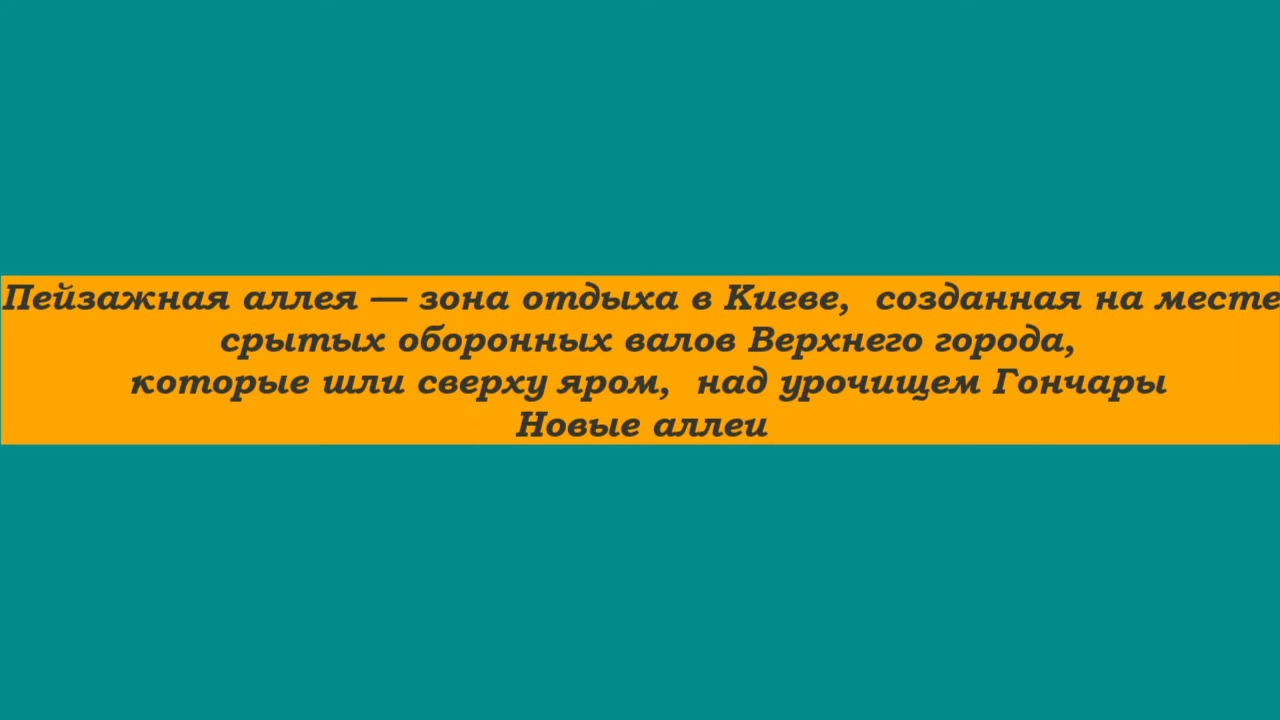 Пейзажная аллея — зона отдыха в Киеве,  созданная на месте
срытых оборонных валов Верхнего города,
которые шли сверху яром,  над урочищем Гончары
Новые аллеи